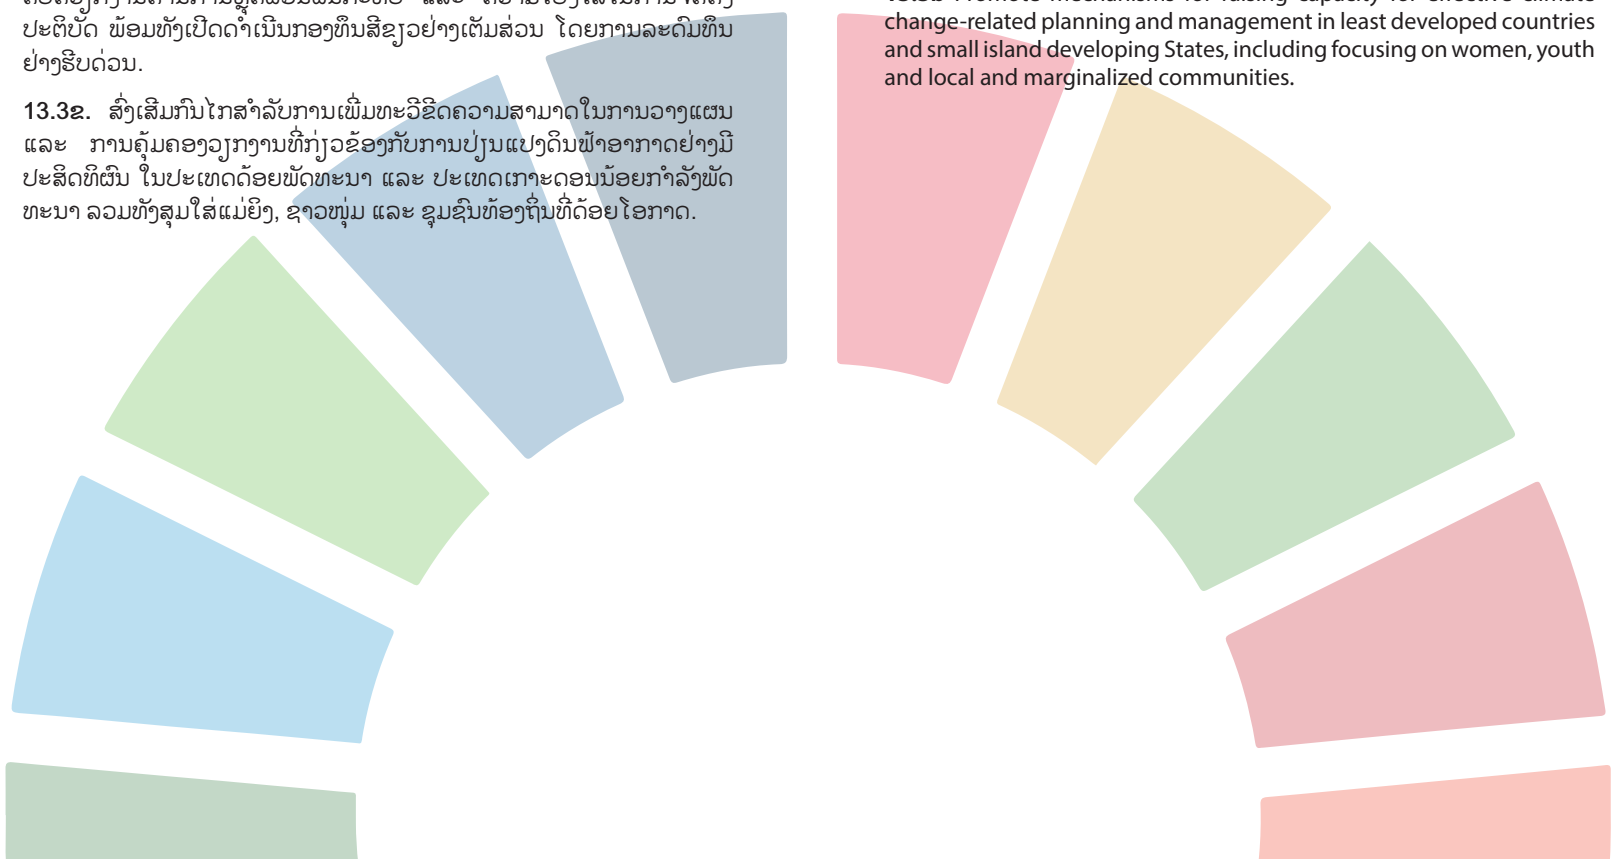 ປະຕິບັດ ພ້ອມທັງເປີດດຳເນີນກອງທຶນສີຂຽວຢ່າງເຕັມສ່ວນ ໂດຍການລະດົມທຶນ
ຢ່າງຮີບດ່ວນ.
13.3ຂ. ສົ່ງເສີມກົນໄກສຳລັບການເພີ່ມທະວີຂີດຄວາມສາມາດໃນການວາງແຜນ
ແລະ ການຄຸ້ມຄອງວຽກງານທີ່ກ່ຽວຂ້ອງກັບການປ່ຽນແປງດິນຟ້າອາກາດຢ່າງມີ
ປະສິດທິຜົນ ໃນປະເທດດ້ອຍພັດທະນາ ແລະ ປະເທດເກາະດອນນ້ອຍກຳລັງພັດ
ທະນາ ລວມທັງສຸມໃສ່ແມ່ຍິງ, ຊາວໜຸ່ມ ແລະ ຊຸມຊົນທ້ອງຖິ່ນທີ່ດ້ອຍໂອກາດ.
Promote mechanisms for raising capacity for effective climate
change-related planning and management in least developed countries
and small island developing States, including focusing on women, youth
and local and marginalized communities.